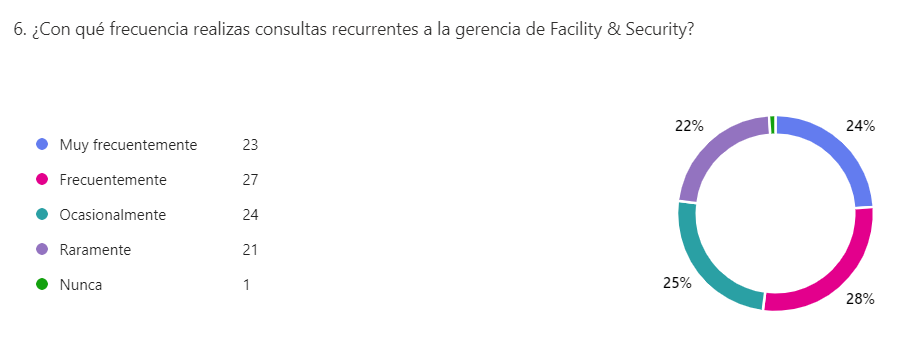 6. ¿Con qué frecuencia realizas consultas recurrentes a la gerencia de Facility & Security?
Muy frecuentemente 23
Frecuentemente 27
Ocasionalmente 24
Raramente 21
Nunca 1
22%
24%
25%
28%